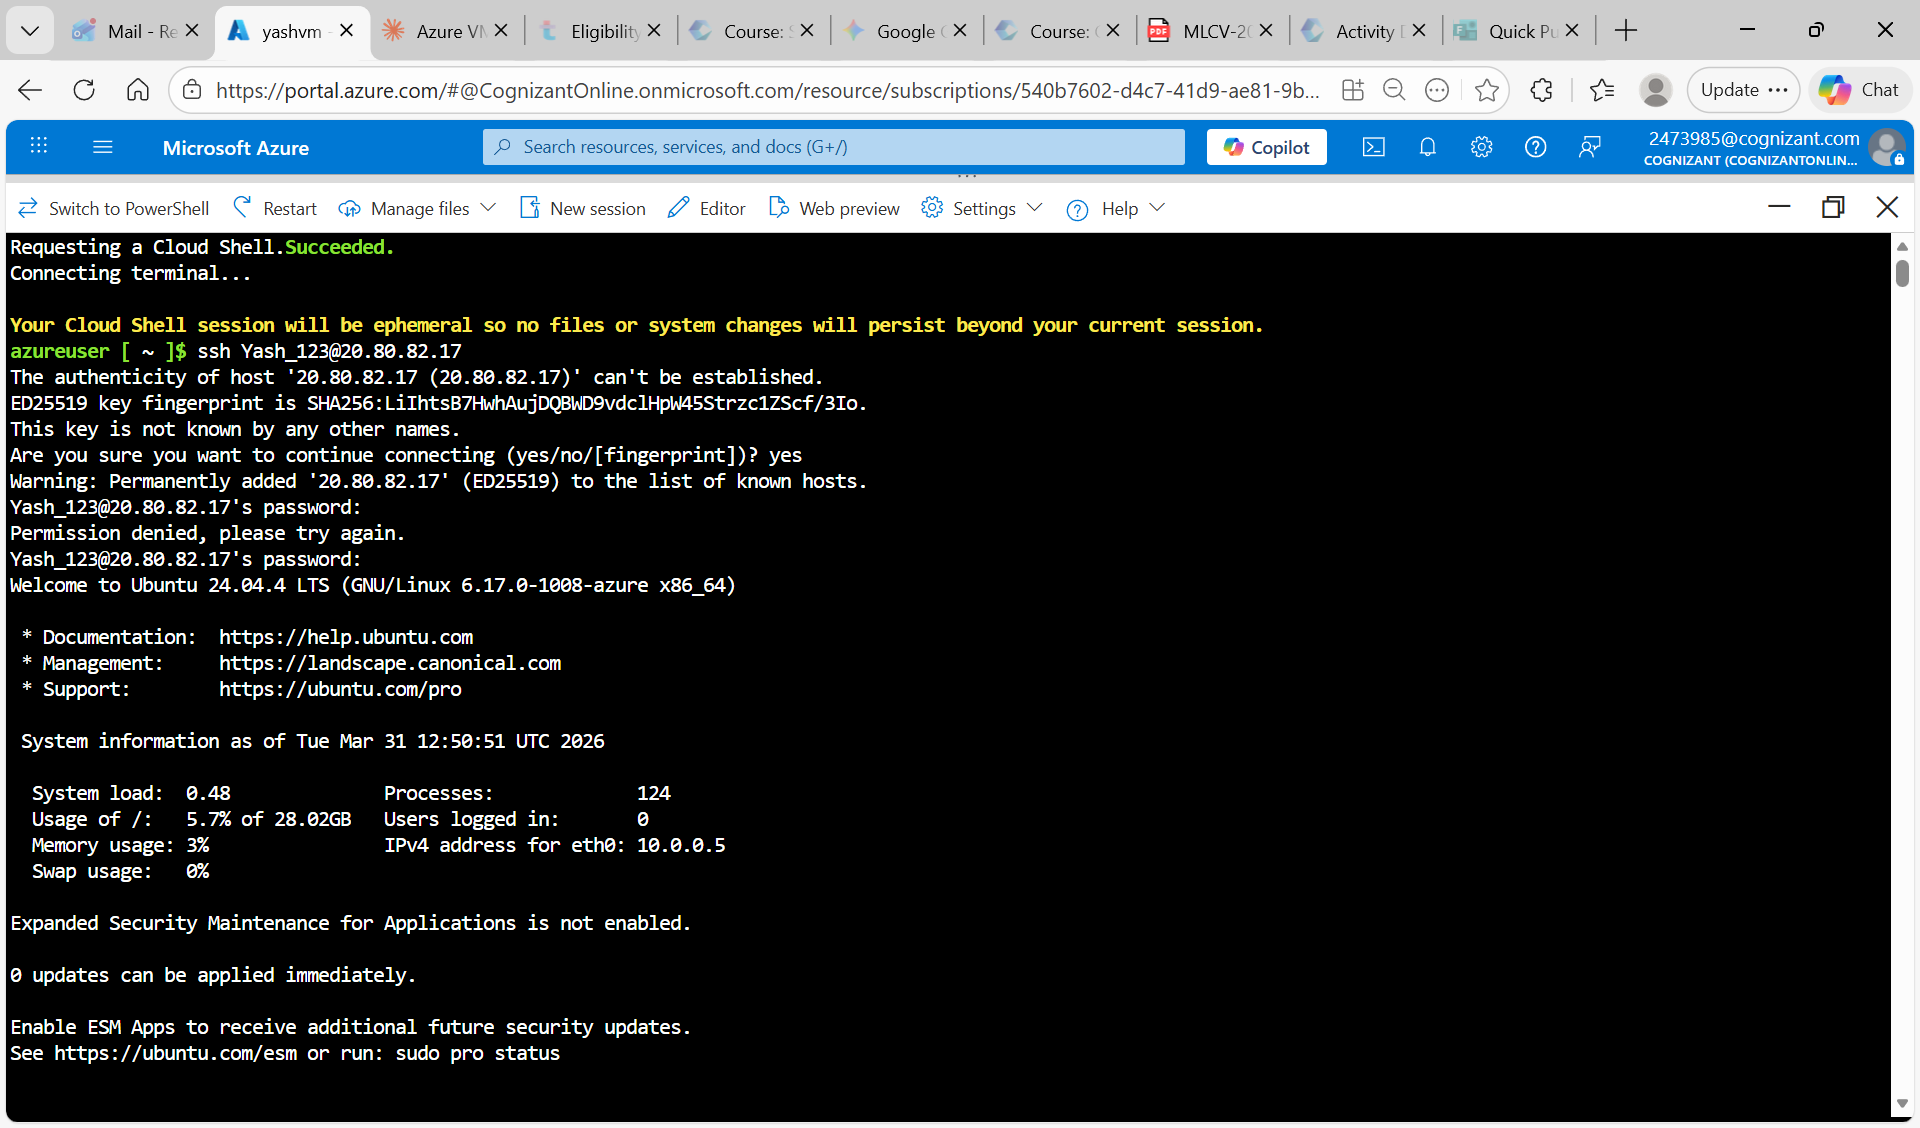 Mail - Re
yashvm -
Azure VM
Eligibility
Course: S
Google C
Course: C
MLCV-20
Activity D
Quick Pu
https://portal.azure.com/#@CognizantOnline.onmicrosoft.com/resource/subscriptions/540b7602-d4c7-41d9-ae81-9b...
Update
Chat
Microsoft Azure
Search resources, services, and docs (G+/)
Copilot
2473985@cognizant.com
COGNIZANT (COGNIZANTONLIN...
Switch to PowerShell
Restart
Manage files
New session
Editor
Web preview
Settings
Help
Requesting a Cloud Shell.Succeeded.
Connecting terminal...
Your Cloud Shell session will be ephemeral so no files or system changes will persist beyond your current session.
azureuser [ ~ ]$ ssh Yash_123@20.80.82.17
The authenticity of host '20.80.82.17 (20.80.82.17)' can't be established.
ED25519 key fingerprint is SHA256:LiIhtsB7HwhAujDQBWD9vdclHpW45Strzc1ZScf/3Io.
This key is not known by any other names.
Are you sure you want to continue connecting (yes/no/[fingerprint])? yes
Warning: Permanently added '20.80.82.17' (ED25519) to the list of known hosts.
Yash_123@20.80.82.17's password:
Permission denied, please try again.
Yash_123@20.80.82.17's password:
Welcome to Ubuntu 24.04.4 LTS (GNU/Linux 6.17.0-1008-azure x86_64)
* Documentation:  https://help.ubuntu.com
* Management:     https://landscape.canonical.com
* Support:        https://ubuntu.com/pro
System information as of Tue Mar 31 12:50:51 UTC 2026
System load:  0.48              Processes:             124
Usage of /:   5.7% of 28.02GB   Users logged in:       0
Memory usage: 3%                IPv4 address for eth0: 10.0.0.5
Swap usage:   0%
Expanded Security Maintenance for Applications is not enabled.
0 updates can be applied immediately.
Enable ESM Apps to receive additional future security updates.
See https://ubuntu.com/esm or run: sudo pro status